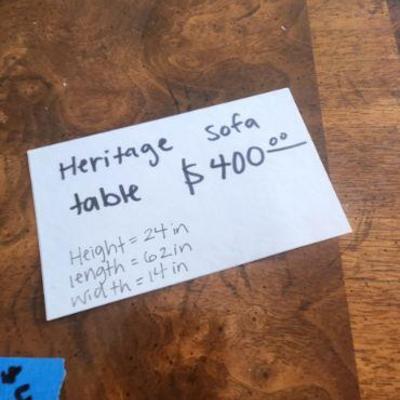 Heritage Sofa
table $400.00
Height = 24 in
length = 62 in
width = 14 in